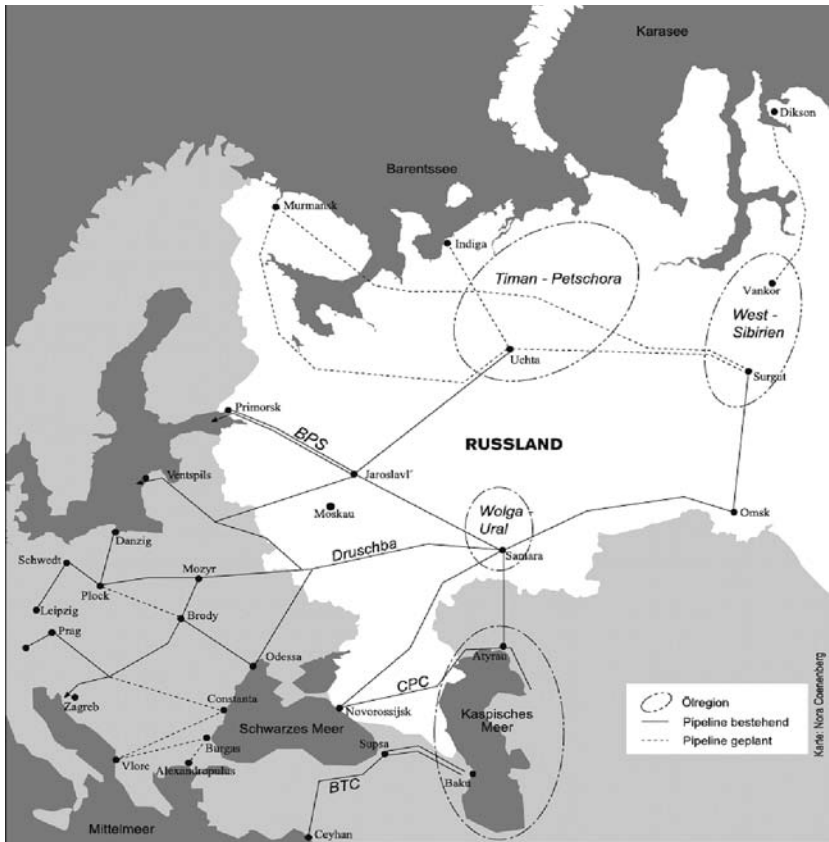 Karasee
Dikson
Barentssee
Murmansk
Indiga
Timan - Petschora
Vankor
West -
Sibirien
Uchta
Surgut
Primorsk
BPS
RUSSLAND
Jaroslavl´
Ventspils
Moskau
Wolga -
Ural
Omsk
Danzig
Druschba
Samara
Schwedt
Mozyr
Plock
Leipzig
Brody
Prag
Odessa
Atyrau
CPC
Zagreb
Constanta
Novorossijsk
Kaspisches
Meer
Schwarzes Meer
Burgas
Supsa
Vlore
Alexandropulus
Baku
BTC
Mittelmeer
Ceyhan
Ölregion
Pipeline bestehend
Pipeline geplant
Karte: Nora Coenenberg